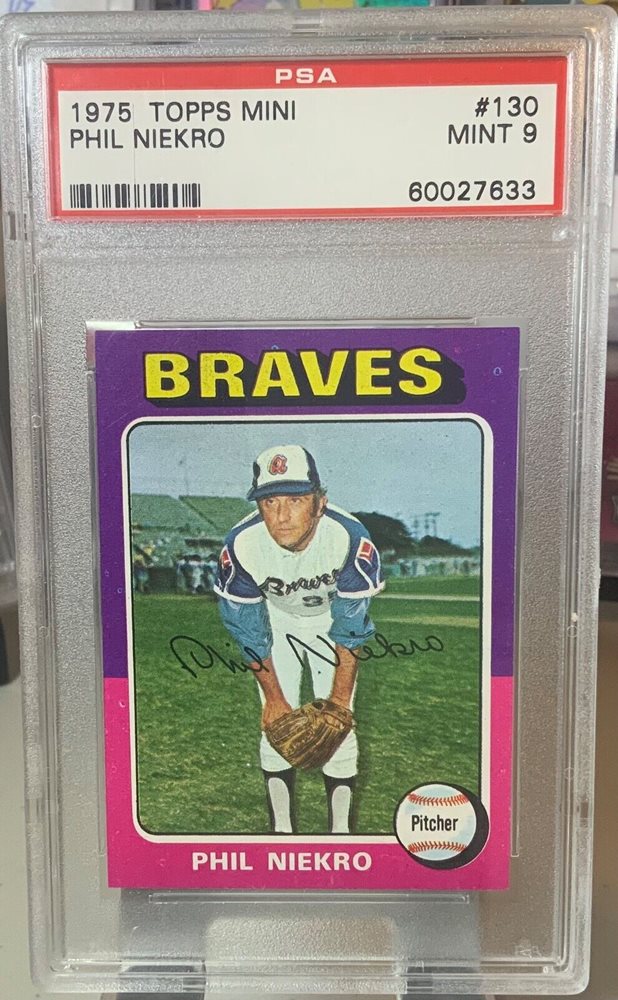 PSA
1975 TOPPS MINI #130
PHIL NIEKRO MINT 9
60027633
BRAVES
Braves
Phil Niekro
Pitcher
PHIL NIEKRO